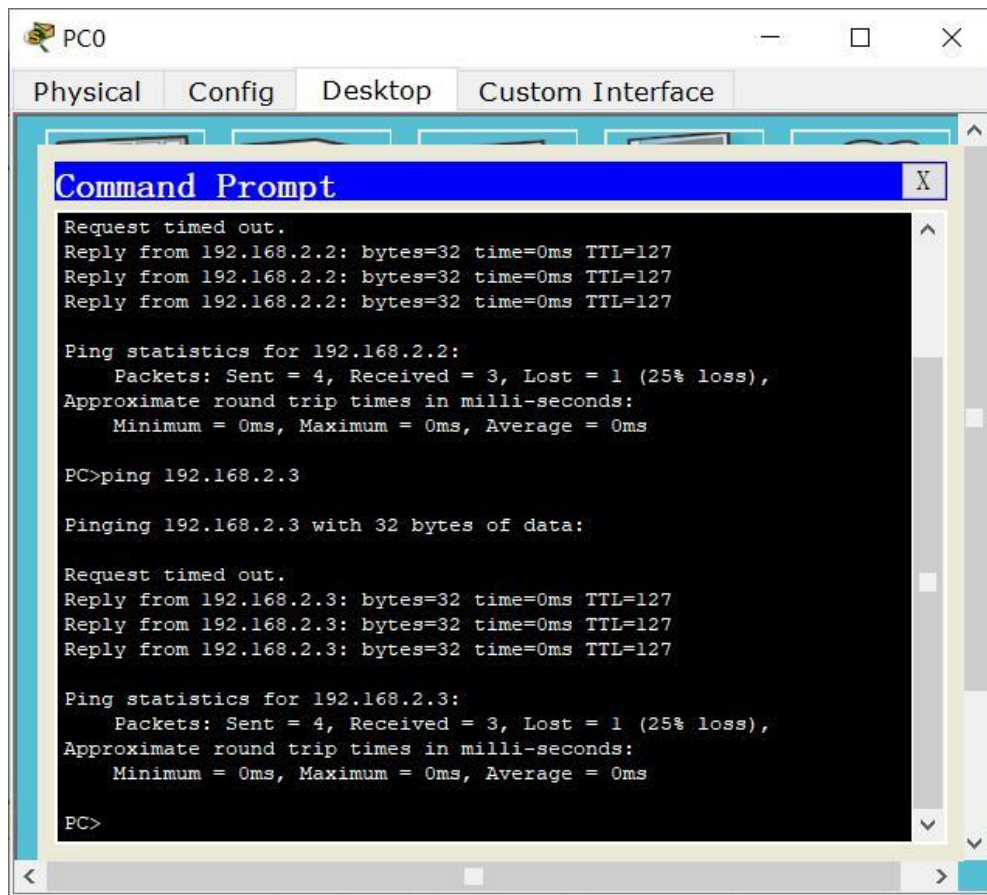 PC0
Physical Config Desktop Custom Interface
Command Prompt X
Request timed out.
Reply from 192.168.2.2: bytes=32 time=0ms TTL=127
Reply from 192.168.2.2: bytes=32 time=0ms TTL=127
Reply from 192.168.2.2: bytes=32 time=0ms TTL=127
Ping statistics for 192.168.2.2:
Packets: Sent = 4, Received = 3, Lost = 1 (25% loss),
Approximate round trip times in milli-seconds:
Minimum = 0ms, Maximum = 0ms, Average = 0ms
PC>ping 192.168.2.3
Pinging 192.168.2.3 with 32 bytes of data:
Request timed out.
Reply from 192.168.2.3: bytes=32 time=0ms TTL=127
Reply from 192.168.2.3: bytes=32 time=0ms TTL=127
Reply from 192.168.2.3: bytes=32 time=0ms TTL=127
Ping statistics for 192.168.2.3:
Packets: Sent = 4, Received = 3, Lost = 1 (25% loss),
Approximate round trip times in milli-seconds:
Minimum = 0ms, Maximum = 0ms, Average = 0ms
PC>